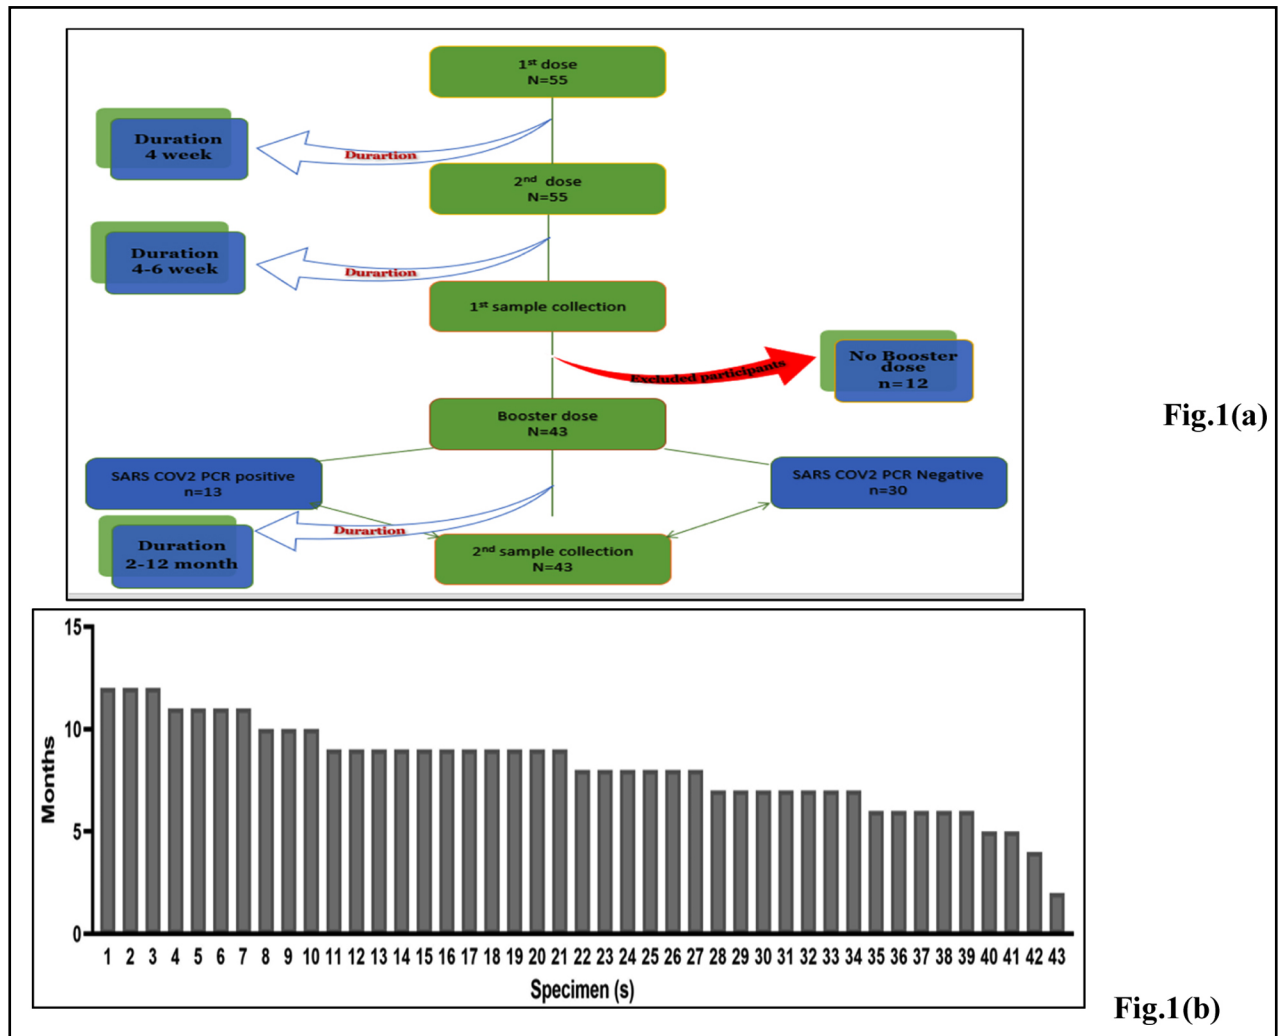 1st dose
N=55
Duration
4 week
Durartion
2nd dose
N=55
Duration
4-6 week
Durartion
1st sample collection
No Booster
dose
n=12
Excluded participants
Booster dose
N=43
Fig.1(a)
SARS COV2 PCR positive
n=13
SARS COV2 PCR Negative
n=30
Durartion
Duration
2-12 month
2nd sample collection
N=43
15
10
5
0
Months
1 2 3 4 5 6 7 8 9 10 11 12 13 14 15 16 17 18 19 20 21 22 23 24 25 26 27 28 29 30 31 32 33 34 35 36 37 38 39 40 41 42 43
Specimen (s)
Fig.1(b)